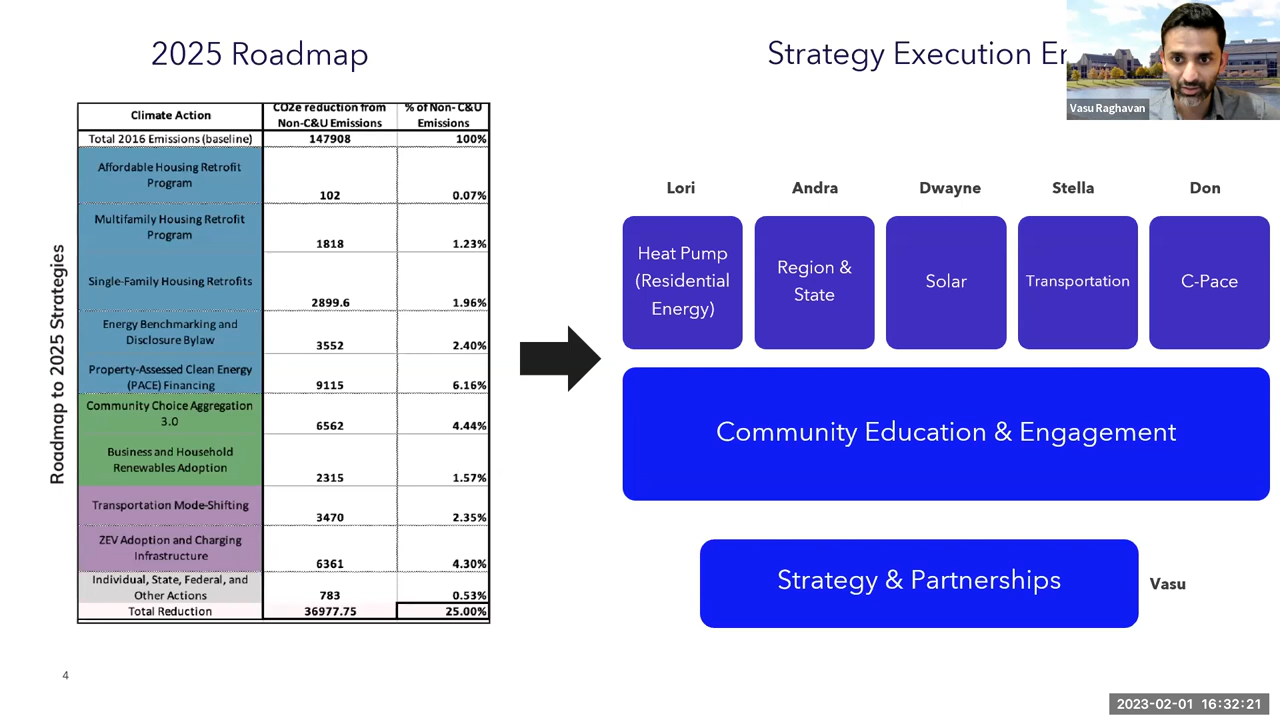 2025 Roadmap
Strategy Execution
Vasu Raghavan
Roadmap to 2025 Strategies
Climate Action
CO2e reduction from
Non-C&U Emissions
% of Non- C&U
Emissions
Total 2016 Emissions (baseline) 147908 100%
Affordable Housing Retrofit
Program
102 0.07%
Multifamily Housing Retrofit
Program
1818 1.23%
Single-Family Housing Retrofits
2899.6 1.96%
Energy Benchmarking and
Disclosure Bylaw
3552 2.40%
Property-Assessed Clean Energy
(PACE) Financing
9115 6.16%
Community Choice Aggregation
3.0
6562 4.44%
Business and Household
Renewables Adoption
2315 1.57%
Transportation Mode-Shifting
3470 2.35%
ZEV Adoption and Charging
Infrastructure
6361 4.30%
Individual, State, Federal, and
Other Actions
783 0.53%
Total Reduction 36977.75 25.00%
Lori
Andra
Dwayne
Stella
Don
Heat Pump
(Residential
Energy)
Region &
State
Solar
Transportation
C-Pace
Community Education & Engagement
Strategy & Partnerships
Vasu
4
2023-02-01 16:32:21